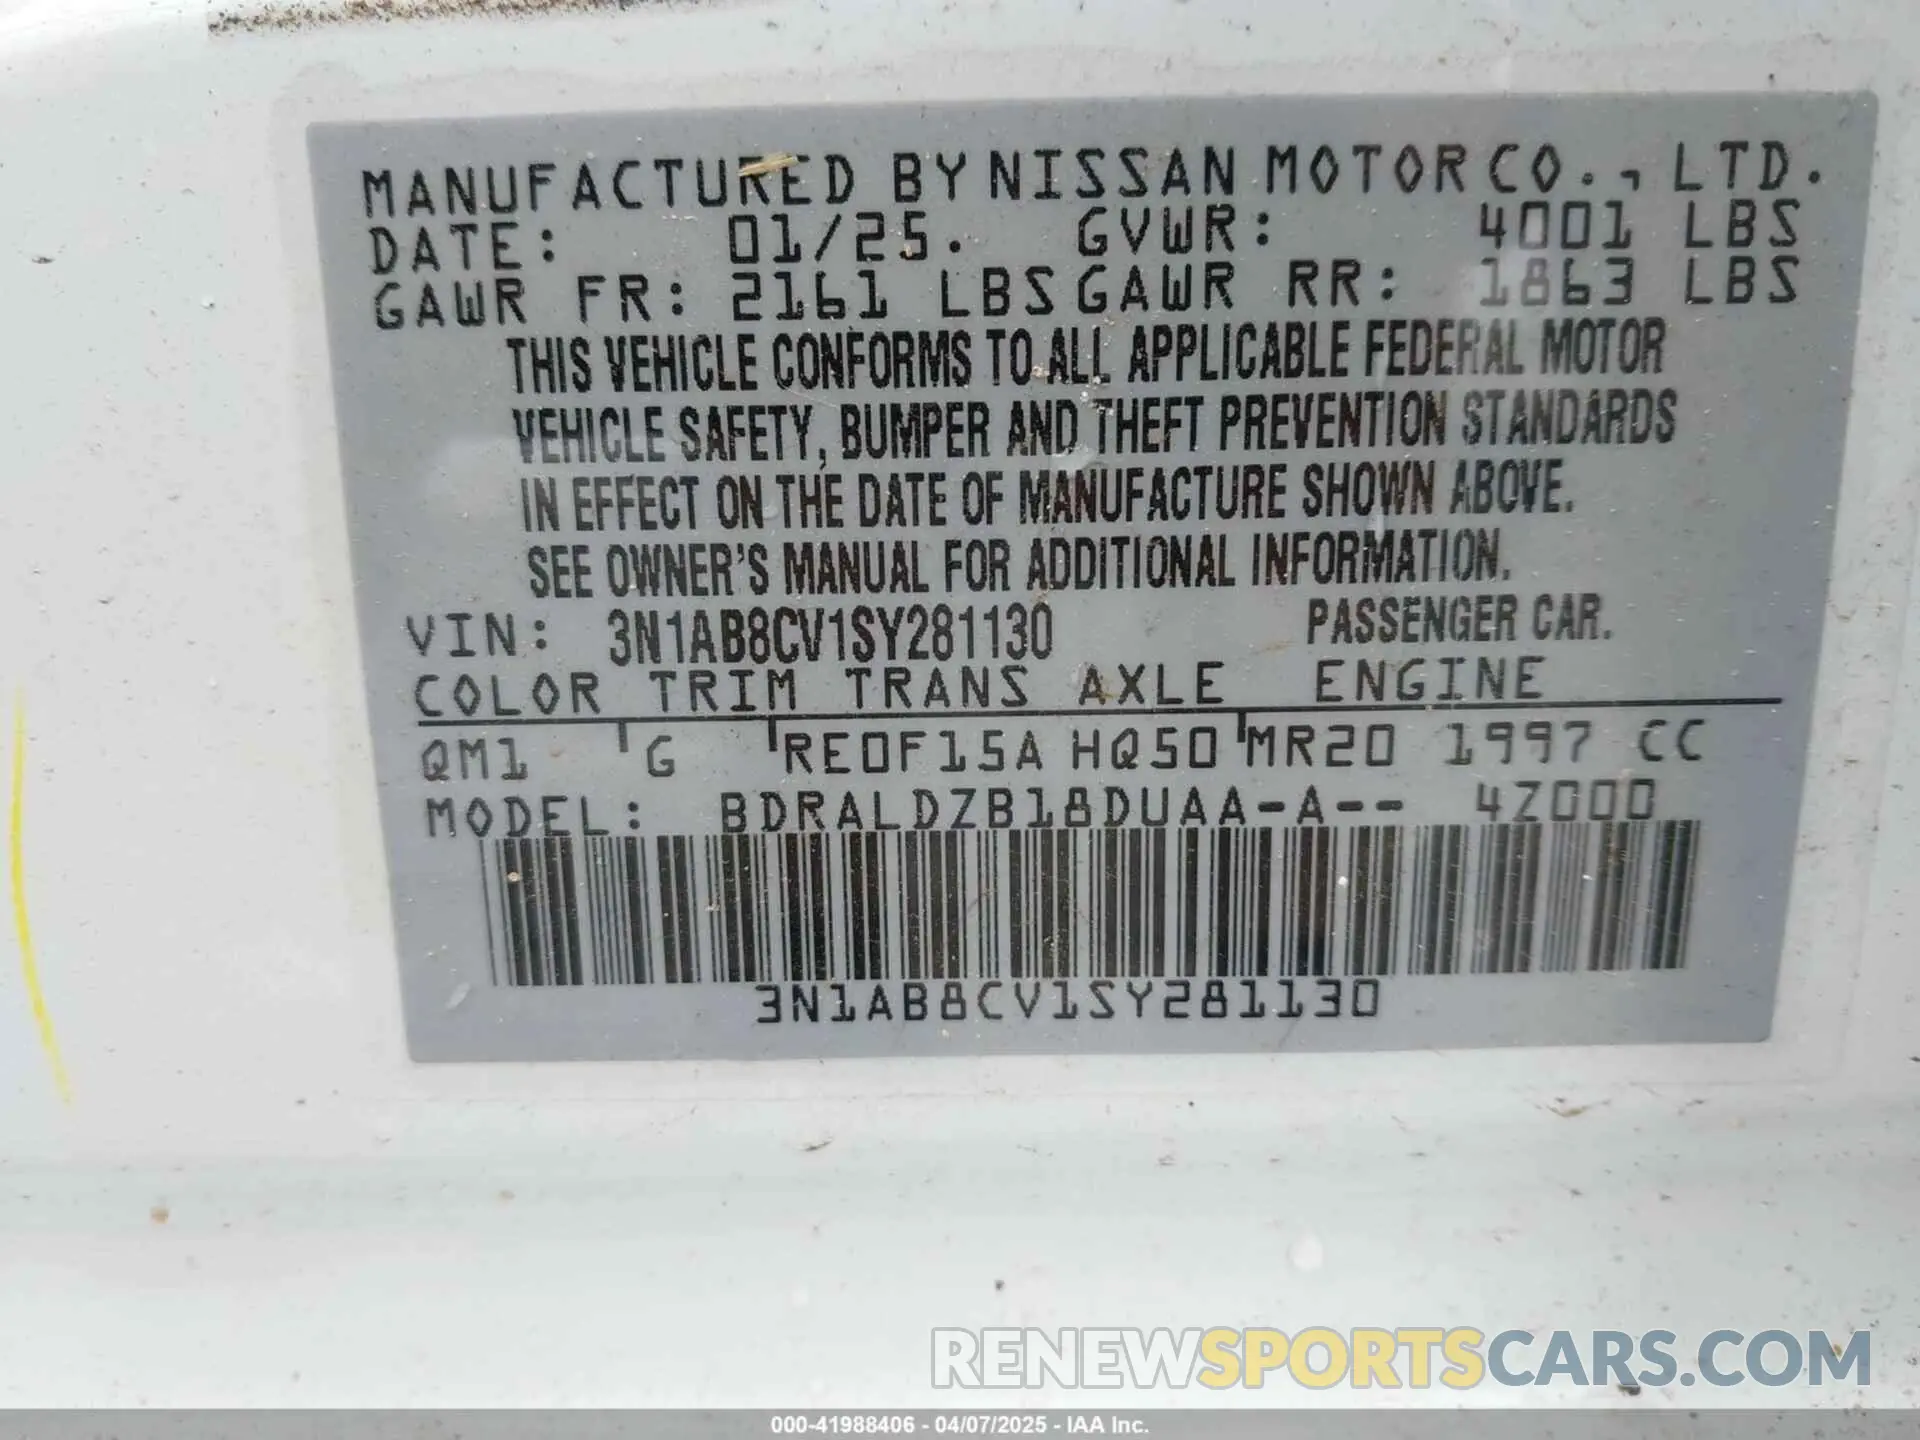 MANUFACTURED BY NISSAN MOTOR CO., LTD.
DATE: 01/25. GVWR: 4001 LBS
GAWR FR: 2161 LBS GAWR RR: 1863 LBS
THIS VEHICLE CONFORMS TO ALL APPLICABLE FEDERAL MOTOR
VEHICLE SAFETY, BUMPER AND THEFT PREVENTION STANDARDS
IN EFFECT ON THE DATE OF MANUFACTURE SHOWN ABOVE.
SEE OWNER'S MANUAL FOR ADDITIONAL INFORMATION.
VIN: 3N1AB8CV1SY281130 PASSENGER CAR.
COLOR TRIM TRANS AXLE ENGINE
QM1 G RE0F15A HQ50 MR20 1997 CC
MODEL: BDRALDZB18DUAA-A-- 4Z000
3N1AB8CV1SY281130
RENEWSPORTSCARS.COM
000-41988406 - 04/07/2025 - IAA Inc.